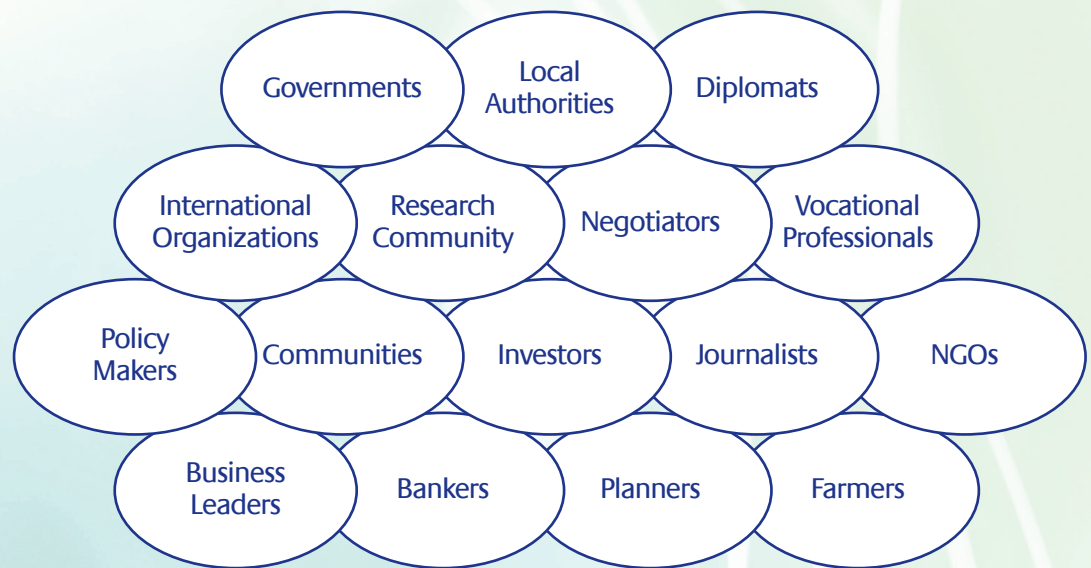 Governments
Local
Authorities
Diplomats
International
Organizations
Research
Community
Negotiators
Vocational
Professionals
Policy
Makers
Communities
Investors
Journalists
NGOs
Business
Leaders
Bankers
Planners
Farmers